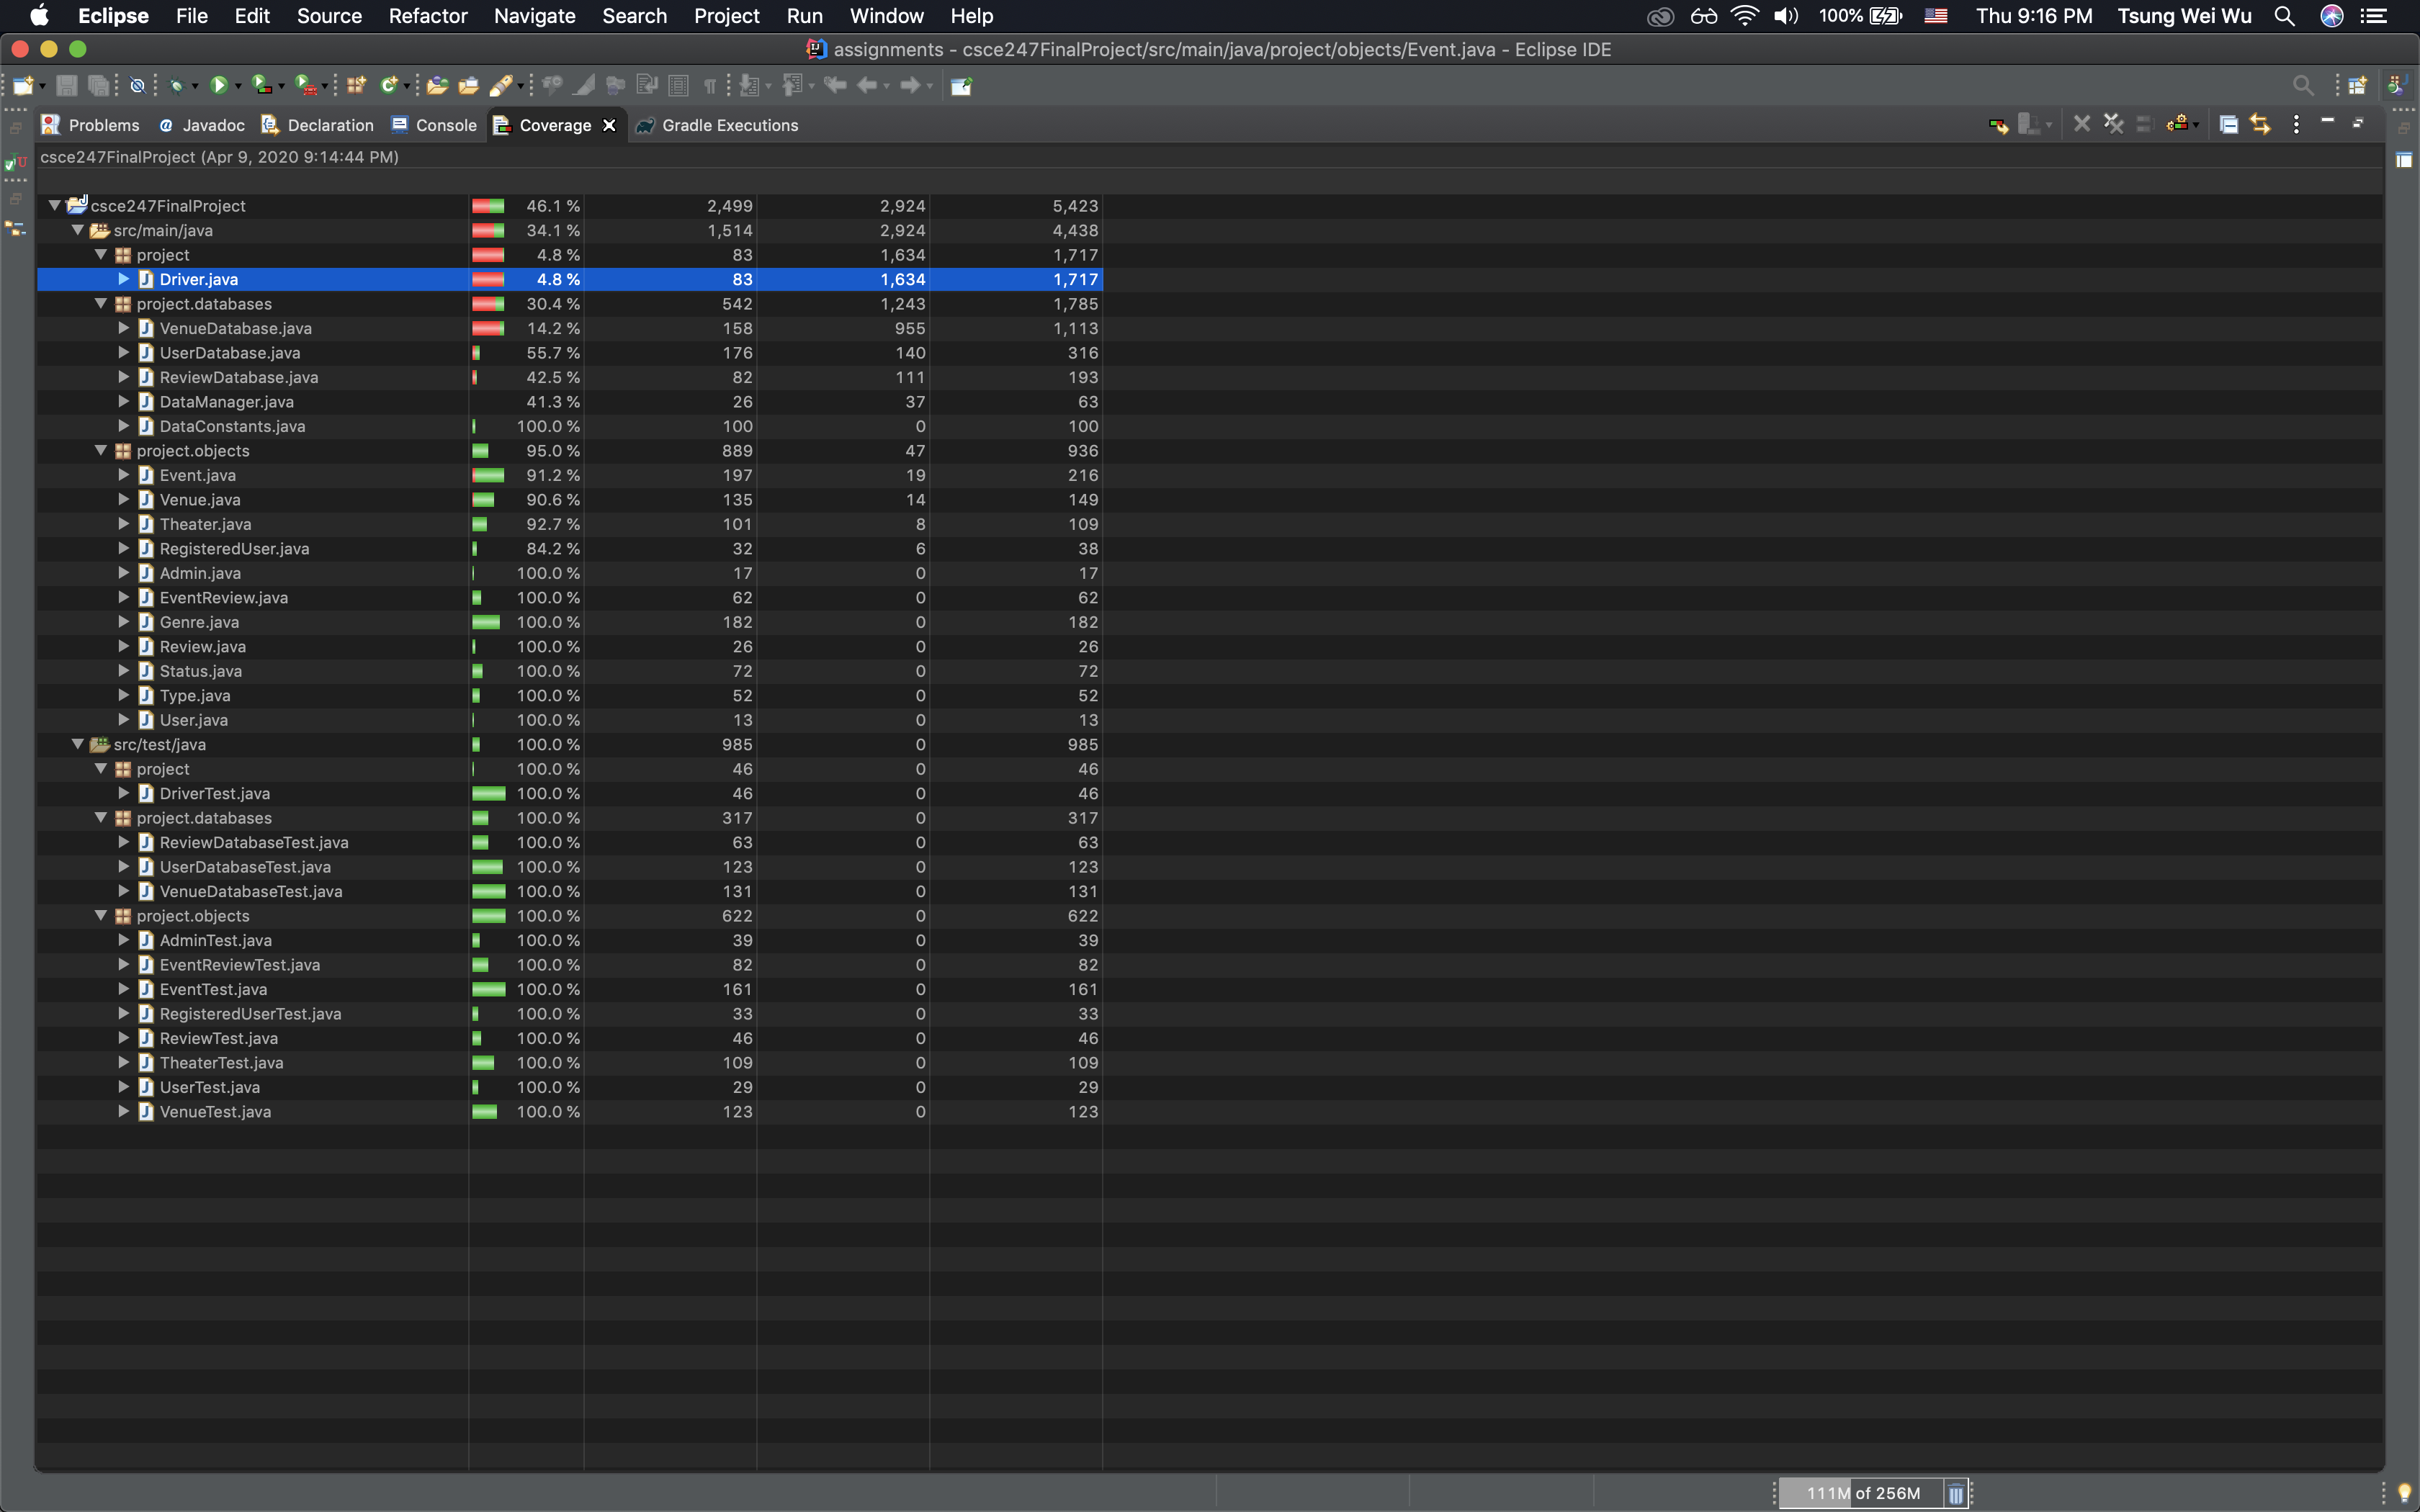 Eclipse File Edit Source Refactor Navigate Search Project Run Window Help 100% Thu 9:16 PM Tsung Wei Wu
assignments - csce247FinalProject/src/main/java/project/objects/Event.java - Eclipse IDE
Problems @ Javadoc Declaration Console Coverage Gradle Executions
csce247FinalProject (Apr 9, 2020 9:14:44 PM)
csce247FinalProject 46.1 % 2,499 2,924 5,423
src/main/java 34.1 % 1,514 2,924 4,438
project 4.8 % 83 1,634 1,717
Driver.java 4.8 % 83 1,634 1,717
project.databases 30.4 % 542 1,243 1,785
VenueDatabase.java 14.2 % 158 955 1,113
UserDatabase.java 55.7 % 176 140 316
ReviewDatabase.java 42.5 % 82 111 193
DataManager.java 41.3 % 26 37 63
DataConstants.java 100.0 % 100 0 100
project.objects 95.0 % 889 47 936
Event.java 91.2 % 197 19 216
Venue.java 90.6 % 135 14 149
Theater.java 92.7 % 101 8 109
RegisteredUser.java 84.2 % 32 6 38
Admin.java 100.0 % 17 0 17
EventReview.java 100.0 % 62 0 62
Genre.java 100.0 % 182 0 182
Review.java 100.0 % 26 0 26
Status.java 100.0 % 72 0 72
Type.java 100.0 % 52 0 52
User.java 100.0 % 13 0 13
src/test/java 100.0 % 985 0 985
project 100.0 % 46 0 46
DriverTest.java 100.0 % 46 0 46
project.databases 100.0 % 317 0 317
ReviewDatabaseTest.java 100.0 % 63 0 63
UserDatabaseTest.java 100.0 % 123 0 123
VenueDatabaseTest.java 100.0 % 131 0 131
project.objects 100.0 % 622 0 622
AdminTest.java 100.0 % 39 0 39
EventReviewTest.java 100.0 % 82 0 82
EventTest.java 100.0 % 161 0 161
RegisteredUserTest.java 100.0 % 33 0 33
ReviewTest.java 100.0 % 46 0 46
TheaterTest.java 100.0 % 109 0 109
UserTest.java 100.0 % 29 0 29
VenueTest.java 100.0 % 123 0 123
111M of 256M